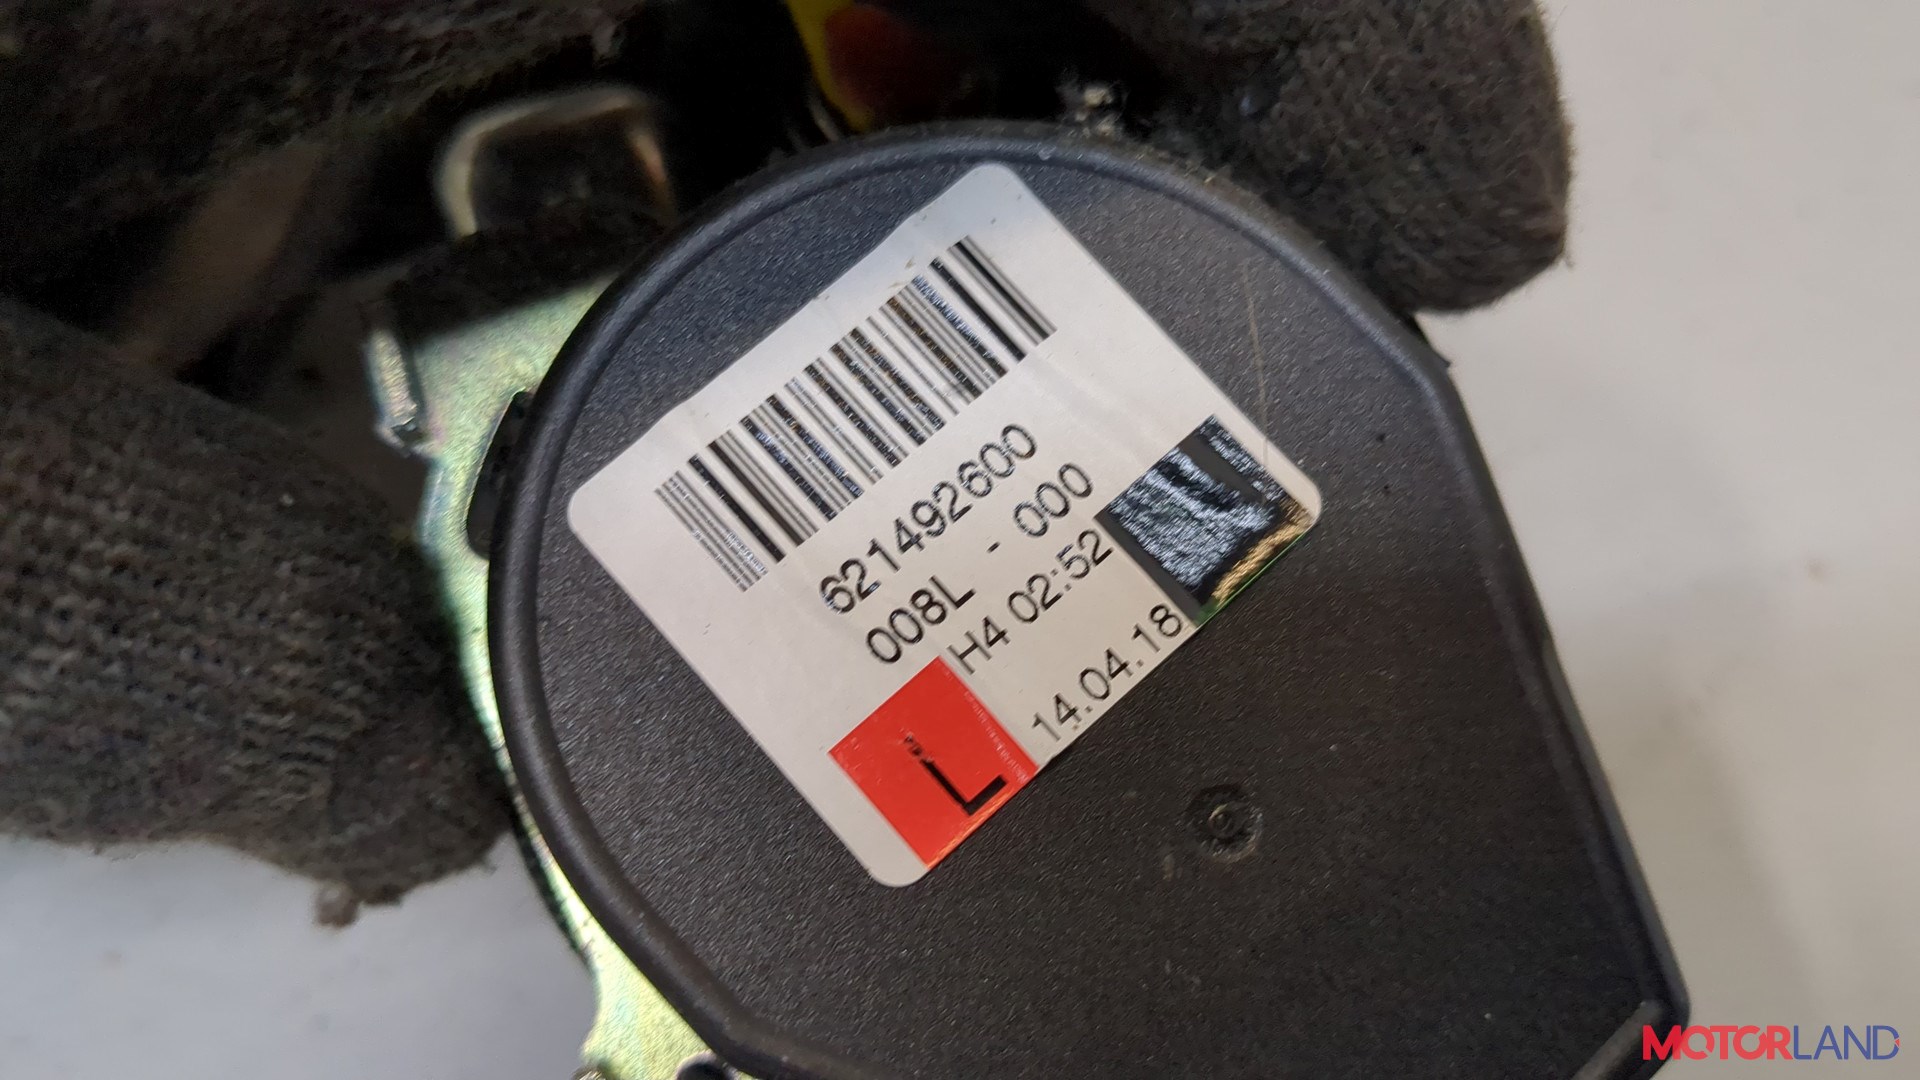 621492600
008L - 000
H4 02:52
14.04.18
L
MOTORLAND